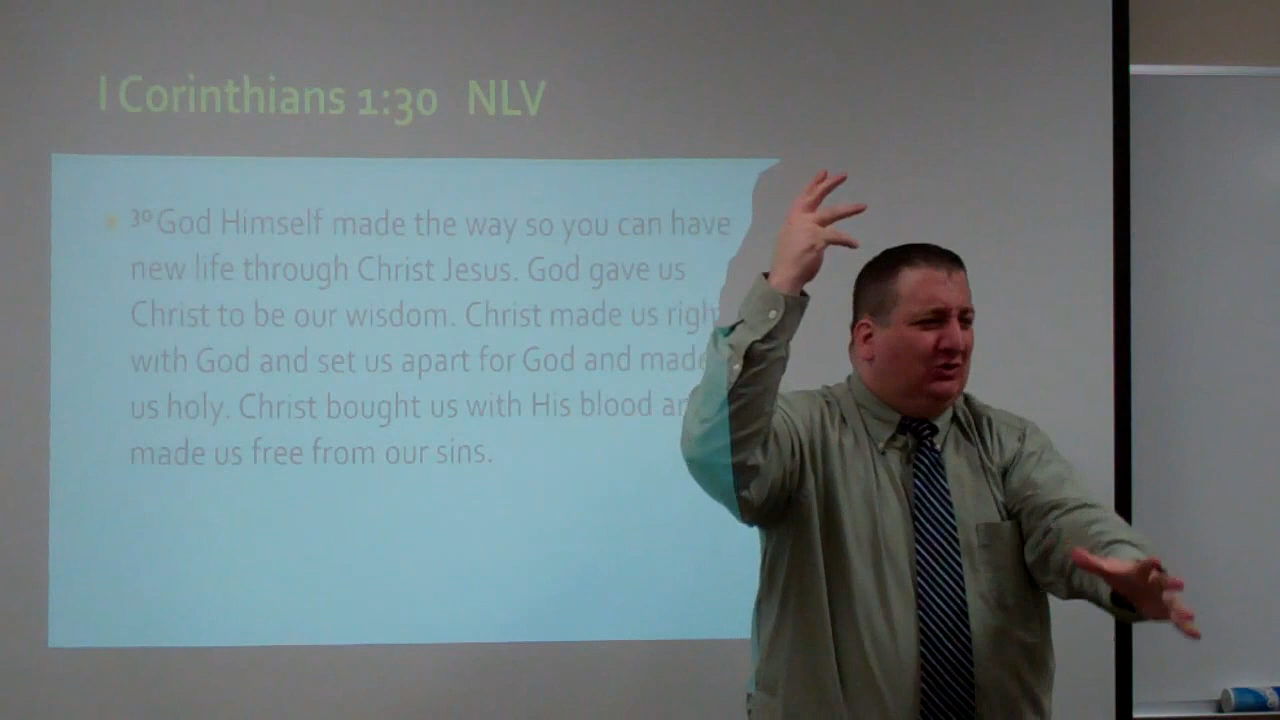 I Corinthians 1:30 NLV
30 God Himself made the way so you can have
new life through Christ Jesus. God gave us
Christ to be our wisdom. Christ made us
with God and set us apart for God and made
us holy. Christ bought us with His blood
made us free from our sins.